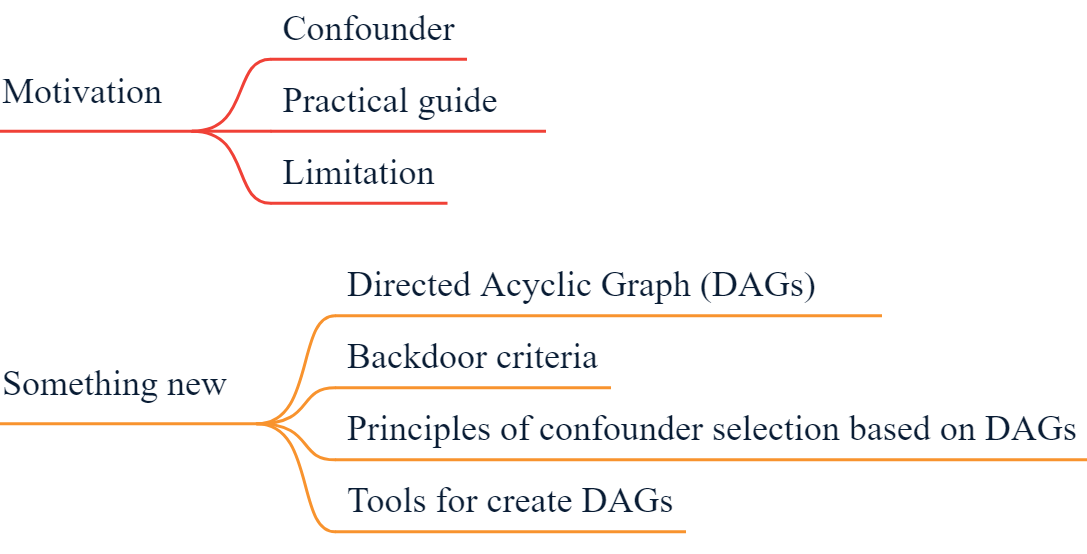 Motivation
Confounder
Practical guide
Limitation
Something new
Directed Acyclic Graph (DAGs)
Backdoor criteria
Principles of confounder selection based on DAGs
Tools for create DAGs